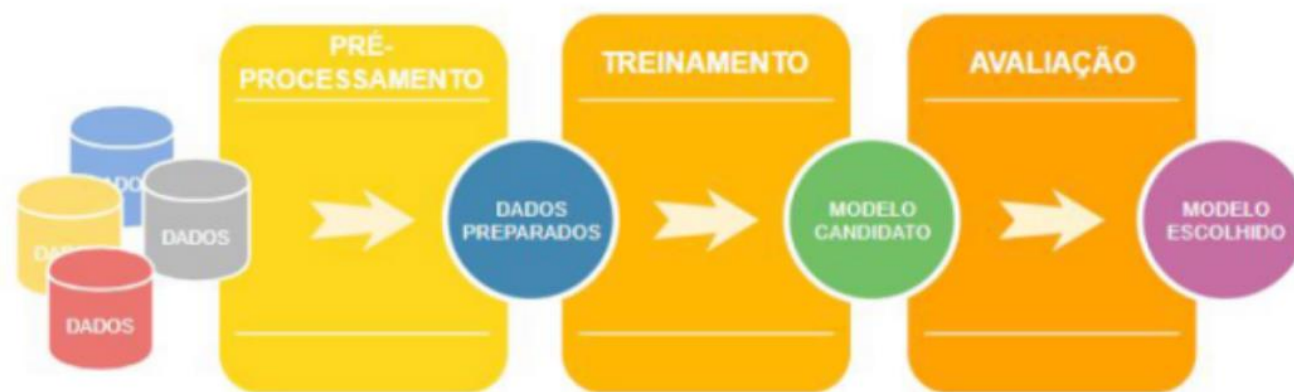 PRÉ-
PROCESSAMENTO
TREINAMENTO
AVALIAÇÃO
DADOS
DADOS
DADOS
PREPARADOS
MODELO
CANDIDATO
MODELO
ESCOLHIDO